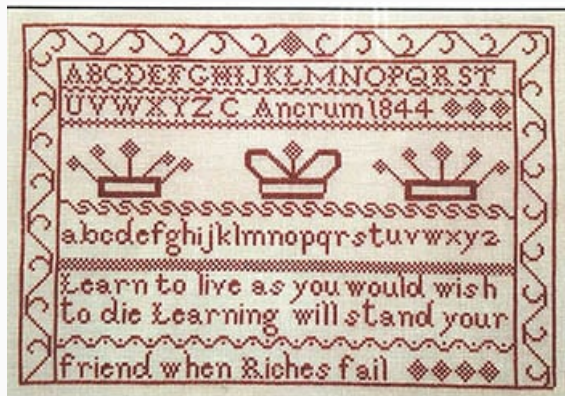 ABCDEFGHIJKLMNOPQRST
UVWXYZ C Ancrum 1844
abcdefghijklmnopqrstuvwxyz
Learn to live as you would wish
to die Learning will stand your
friend when Riches fail